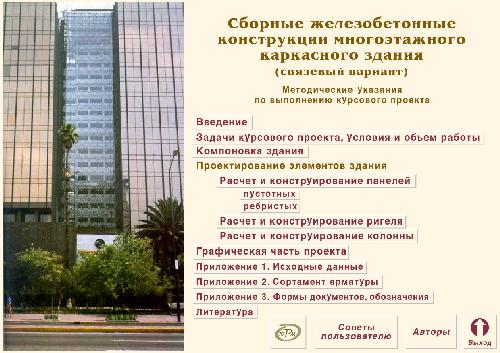 Сборные железобетонные
конструкции многоэтажного
каркасного здания
(связевый вариант)
Методические указания
по выполнению курсового проекта
Введение
Задачи курсового проекта, условия и объем работы
Компоновка здания
Проектирование элементов здания
Расчет и конструирование панелей
пустотных
ребристых
Расчет и конструирование ригеля
Расчет и конструирование колонны
Графическая часть проекта
Приложение 1. Исходные данные
Приложение 2. Сортамент арматуры
Приложение 3. Формы документов, обозначения
Литература
Советы
пользователю
Авторы
Выход